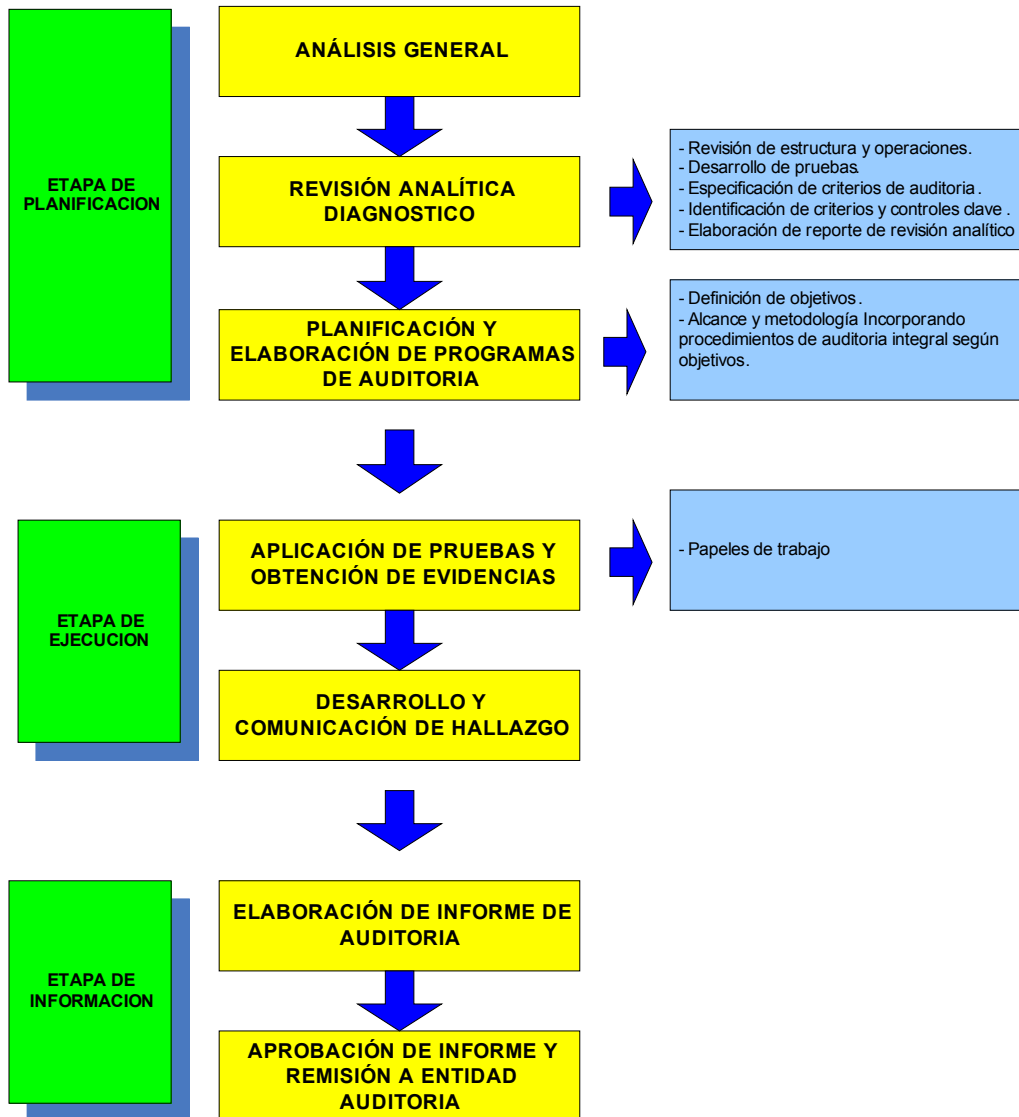 ANÁLISIS GENERAL
ETAPA DE
PLANIFICACION
REVISIÓN ANALÍTICA
DIAGNOSTICO
- Revisión de estructura y operaciones.
- Desarrollo de pruebas.
- Especificación de criterios de auditoria.
- Identificación de criterios y controles clave.
- Elaboración de reporte de revisión analítico
PLANIFICACIÓN Y
ELABORACIÓN DE PROGRAMAS
DE AUDITORIA
- Definición de objetivos.
- Alcance y metodología Incorporando
procedimientos de auditoria integral según
objetivos.
ETAPA DE
EJECUCION
APLICACIÓN DE PRUEBAS Y
OBTENCIÓN DE EVIDENCIAS
- Papeles de trabajo
DESARROLLO Y
COMUNICACIÓN DE HALLAZGO
ETAPA DE
INFORMACION
ELABORACIÓN DE INFORME DE
AUDITORIA
APROBACIÓN DE INFORME Y
REMISIÓN A ENTIDAD
AUDITORIA